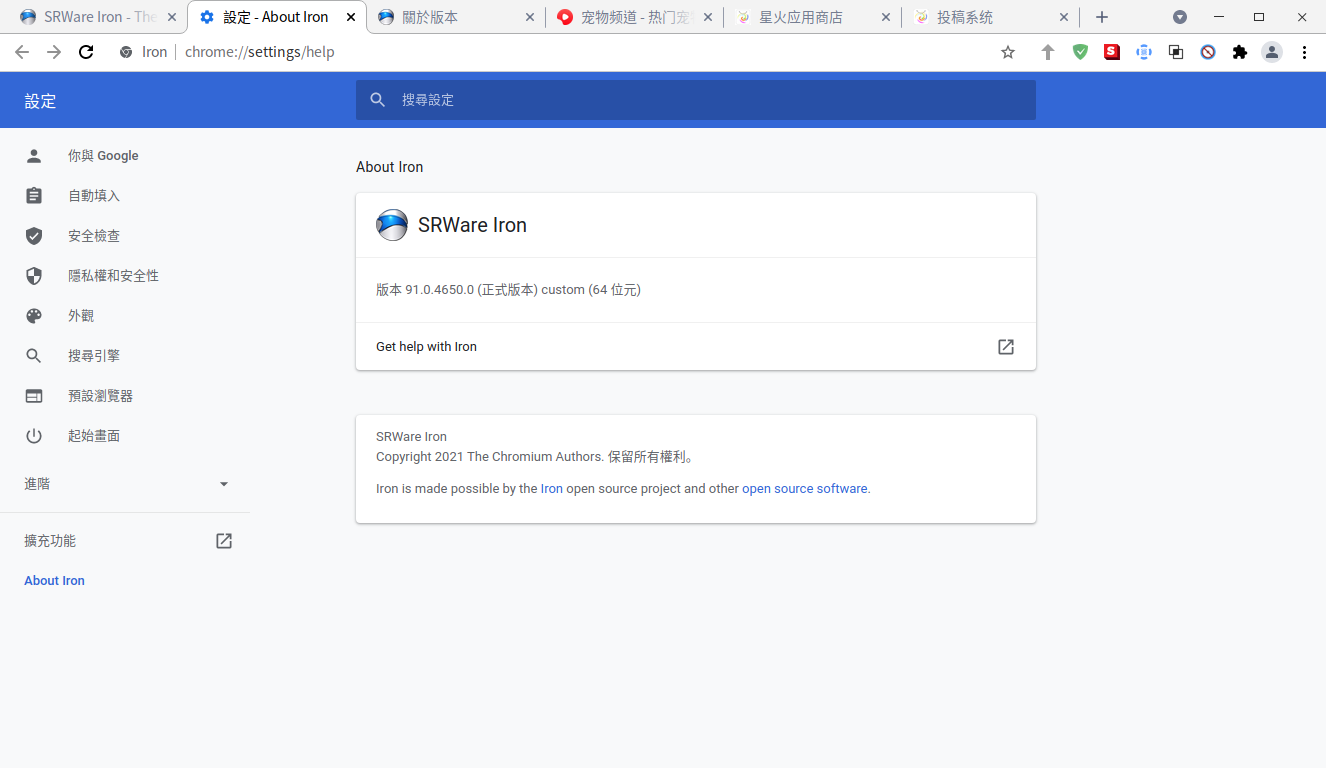 SRWare Iron - The
設定 - About Iron
關於版本
宠物频道 - 热门宠
星火应用商店
投稿系统
Iron
chrome://settings/help
設定
搜尋設定
你與 Google
自動填入
安全檢查
隱私權和安全性
外觀
搜尋引擎
預設瀏覽器
起始畫面
進階
擴充功能
About Iron
About Iron
SRWare Iron
版本 91.0.4650.0 (正式版本) custom (64 位元)
Get help with Iron
SRWare Iron
Copyright 2021 The Chromium Authors. 保留所有權利。
Iron is made possible by the Iron open source project and other open source software.